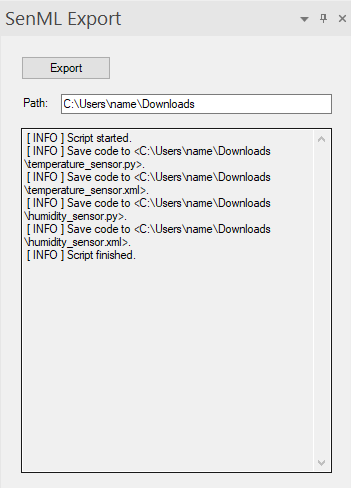 SenML Export
Export
Path: C:\Users\name\Downloads
[ INFO ] Script started.
[ INFO ] Save code to <C:\Users\name\Downloads
\temperature_sensor.py>.
[ INFO ] Save code to <C:\Users\name\Downloads
\temperature_sensor.xml>.
[ INFO ] Save code to <C:\Users\name\Downloads
\humidity_sensor.py>.
[ INFO ] Save code to <C:\Users\name\Downloads
\humidity_sensor.xml>.
[ INFO ] Script finished.